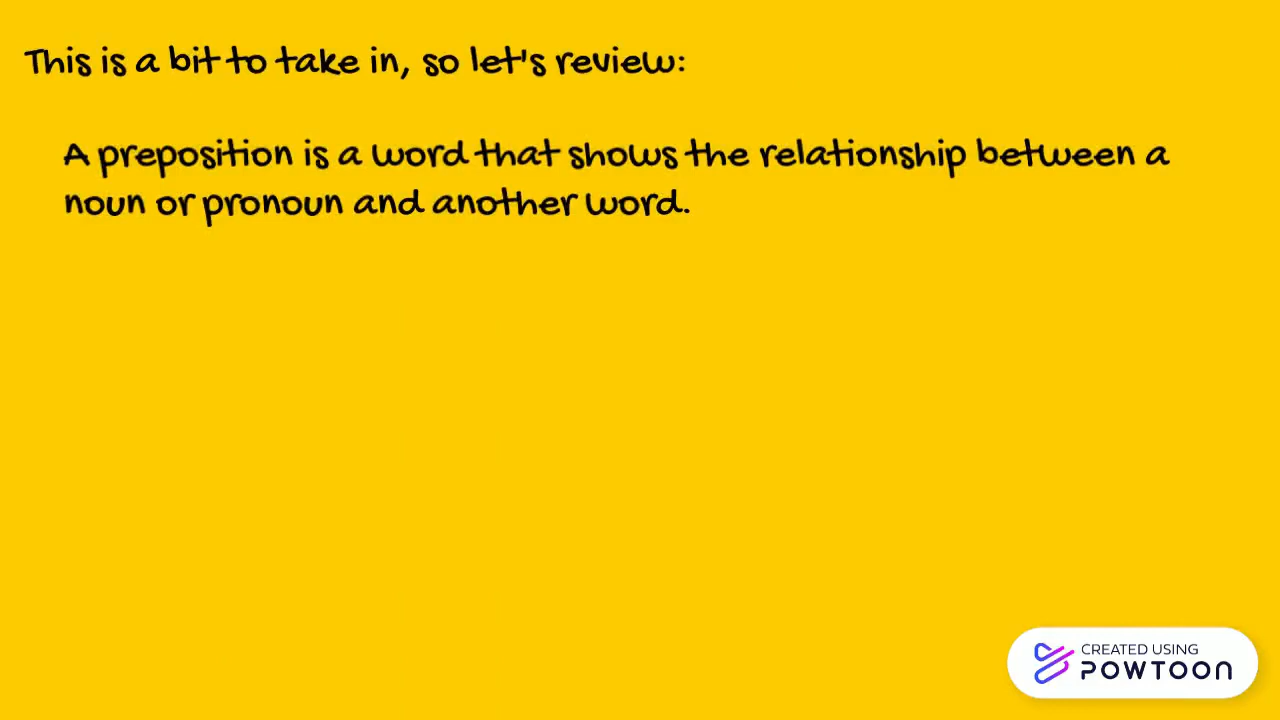 This is a bit to take in, so let's review:
A preposition is a word that shows the relationship between a
noun or pronoun and another word.
CREATED USING
POWTOON